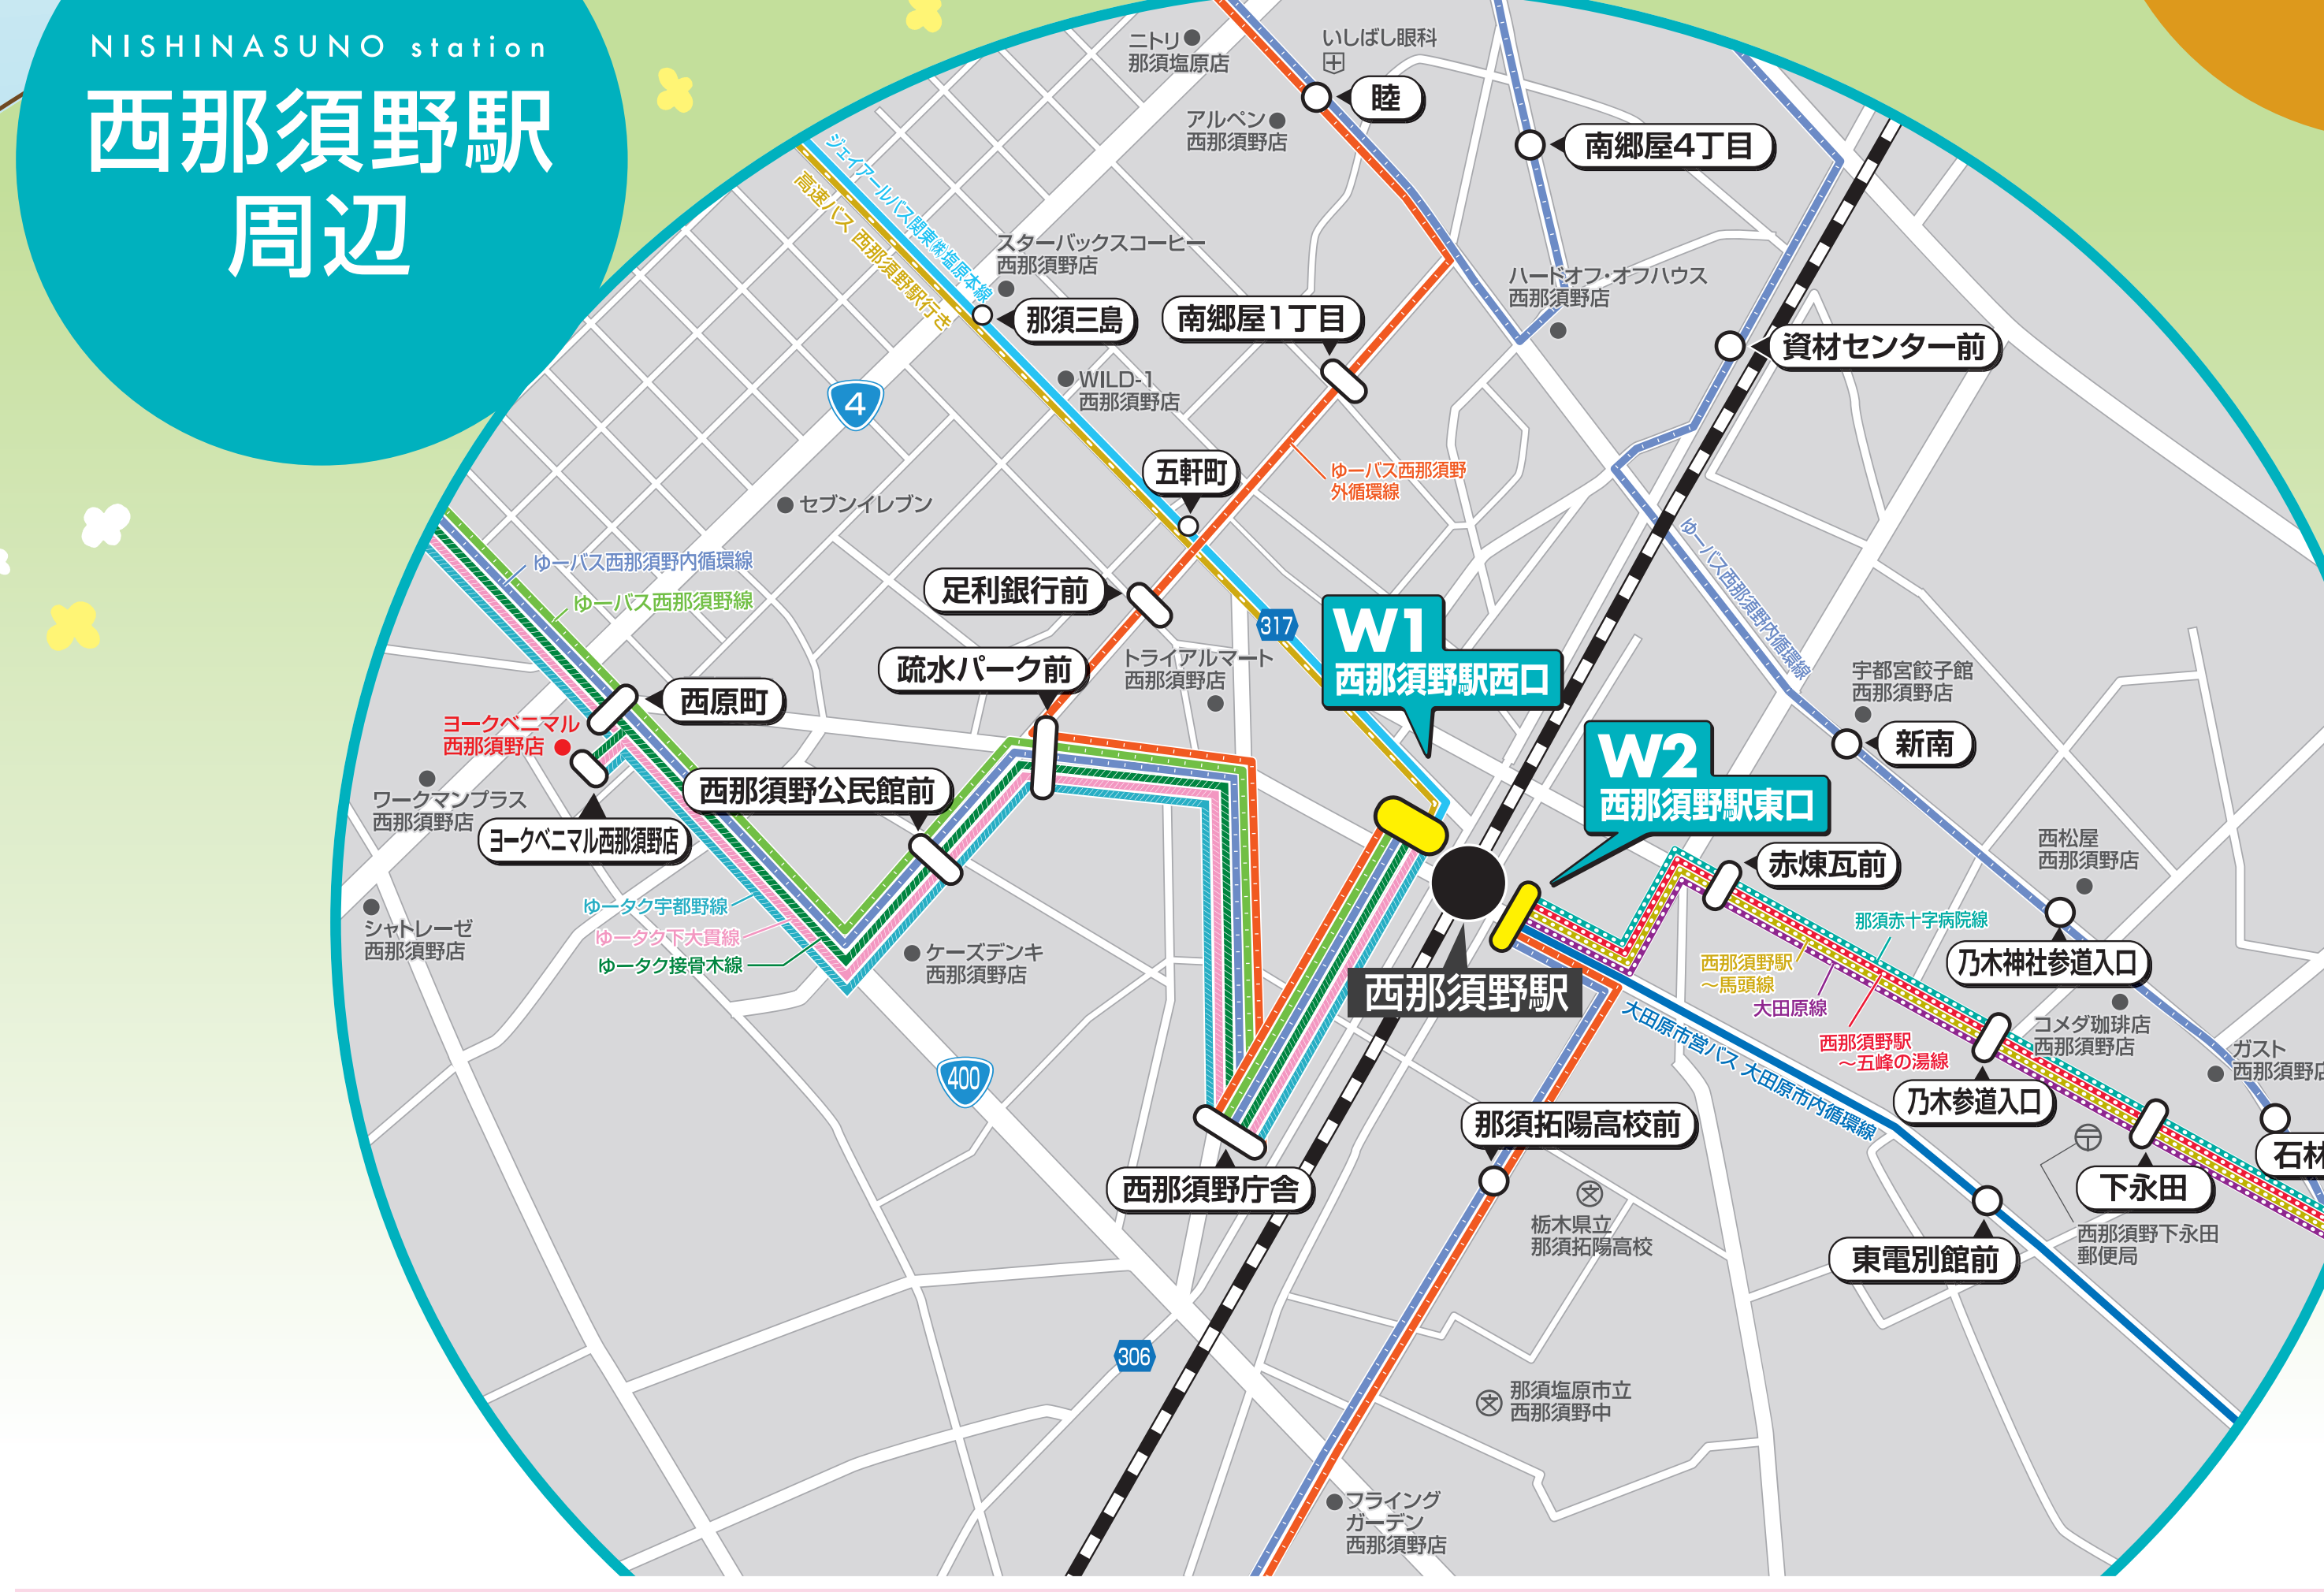 NISHINASUNO station
西那須野駅
周辺
ニトリ
那須塩原店
いしばし眼科
睦
アルペン
西那須野店
南郷屋4丁目
ジェイアールバス関東㈱塩原本線
高速バス 西那須野駅行き
スターバックスコーヒー
西那須野店
那須三島
南郷屋1丁目
ハードオフ・オフハウス
西那須野店
資材センター前
WILD-1
西那須野店
4
五軒町
ゆーバス西那須野
外循環線
セブンイレブン
ゆーバス西那須野内循環線
ゆーバス西那須野線
足利銀行前
317
W1
西那須野駅西口
ゆーバス西那須野内循環線
トライアルマート
西那須野店
疏水パーク前
宇都宮餃子館
西那須野店
西原町
ヨークベニマル
西那須野店
新南
W2
西那須野駅東口
西那須野公民館前
ワークマンプラス
西那須野店
ヨークベニマル西那須野店
西松屋
西那須野店
赤煉瓦前
ゆータク宇都野線
ゆータク下大貫線
ゆータク接骨木線
シャトレーゼ
西那須野店
ケーズデンキ
西那須野店
那須赤十字病院線
西那須野駅
～馬頭線
大田原線
西那須野駅
～五峰の湯線
乃木神社参道入口
西那須野駅
大田原市営バス 大田原市内循環線
コメダ珈琲店
西那須野店
ガスト
西那須野店
400
乃木参道入口
那須拓陽高校前
石林
西那須野庁舎
下永田
栃木県立
那須拓陽高校
西那須野下永田
郵便局
東電別館前
306
那須塩原市立
西那須野中
フライング
ガーデン
西那須野店